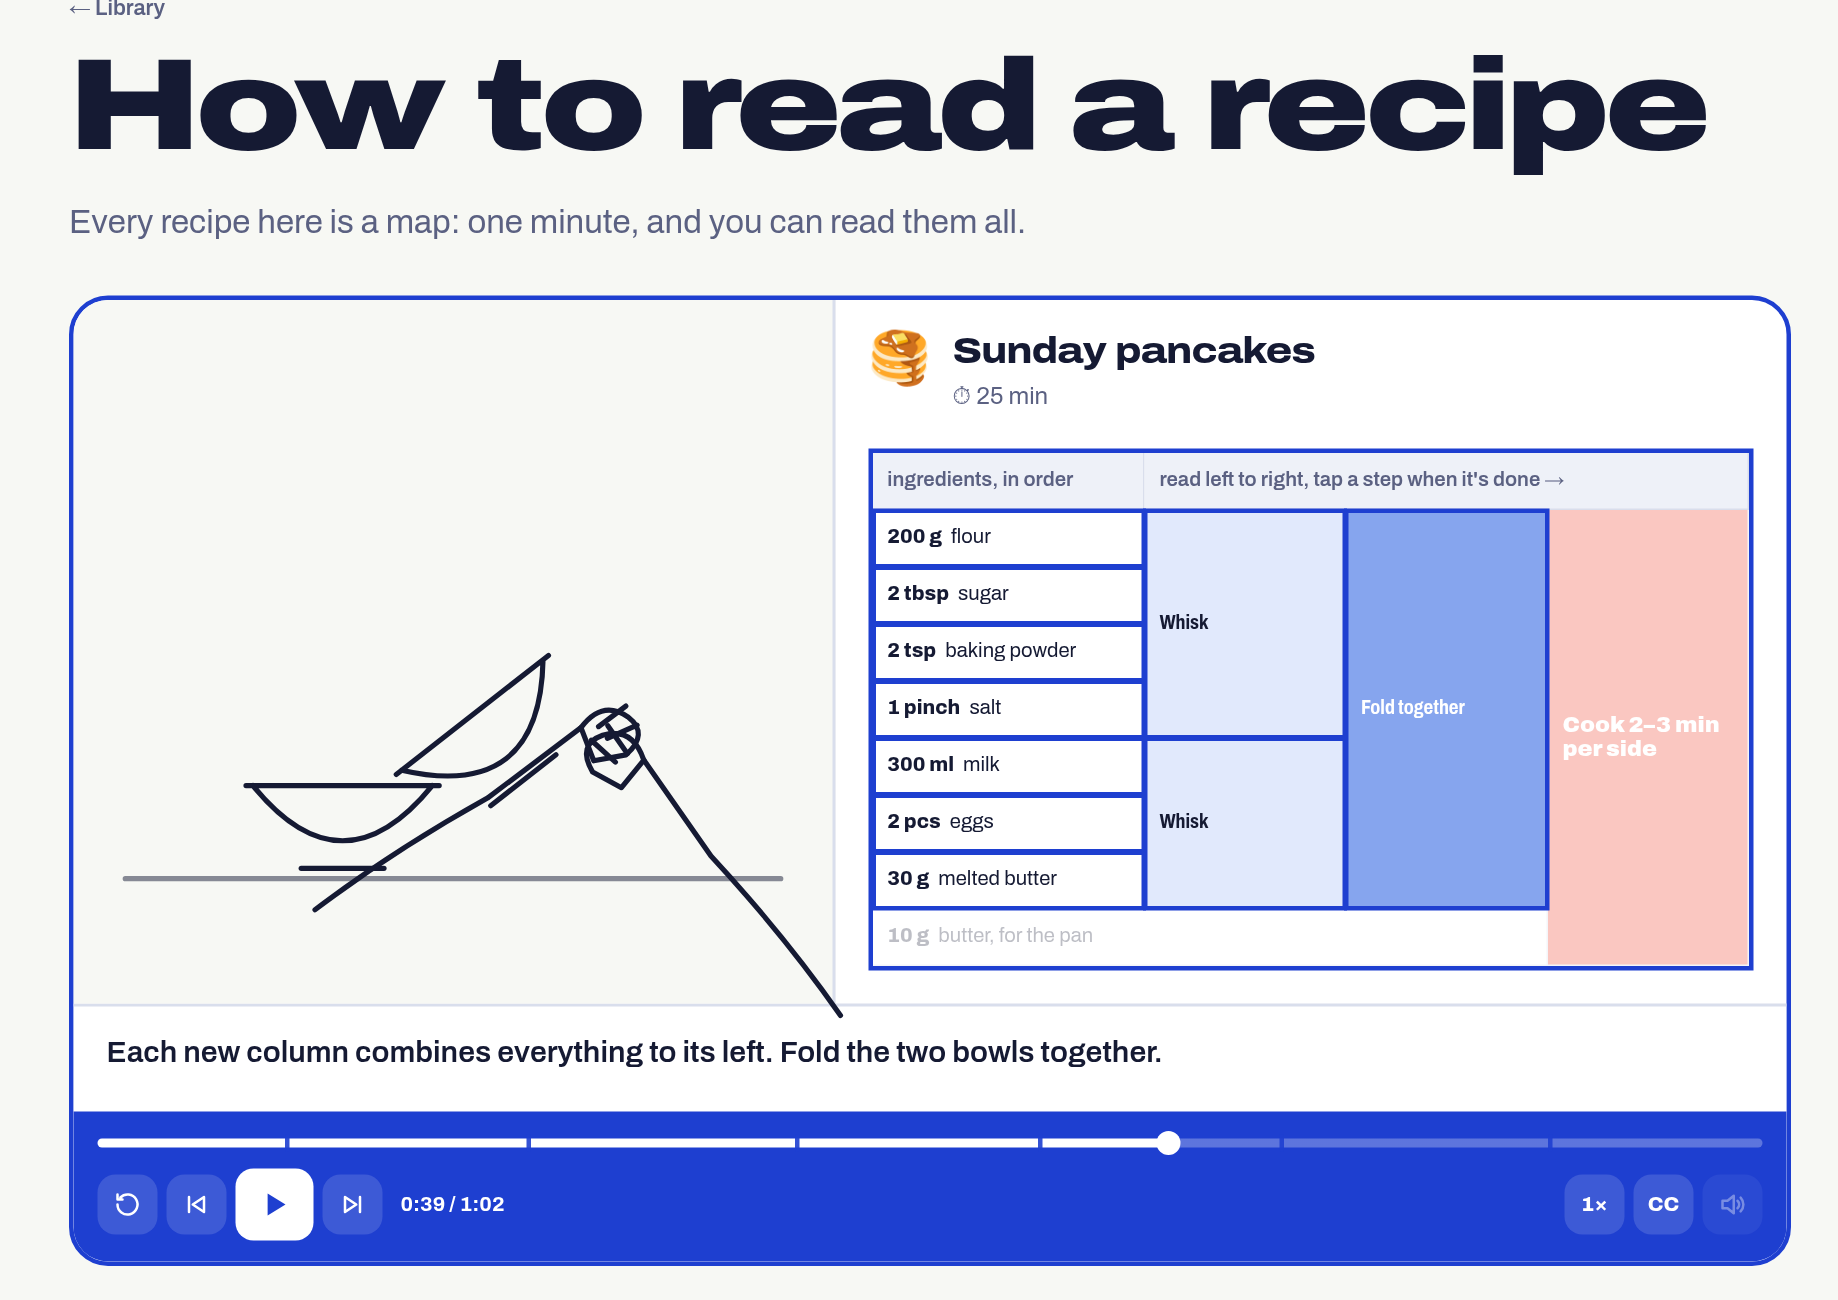 ← Library
How to read a recipe
Every recipe here is a map: one minute, and you can read them all.
Sunday pancakes
⏱ 25 min
ingredients, in order
read left to right, tap a step when it's done →
200 g flour
2 tbsp sugar
2 tsp baking powder
1 pinch salt
300 ml milk
2 pcs eggs
30 g melted butter
10 g butter, for the pan
Whisk
Whisk
Fold together
Cook 2–3 min
per side
Each new column combines everything to its left. Fold the two bowls together.
0:39 / 1:02
1×
CC